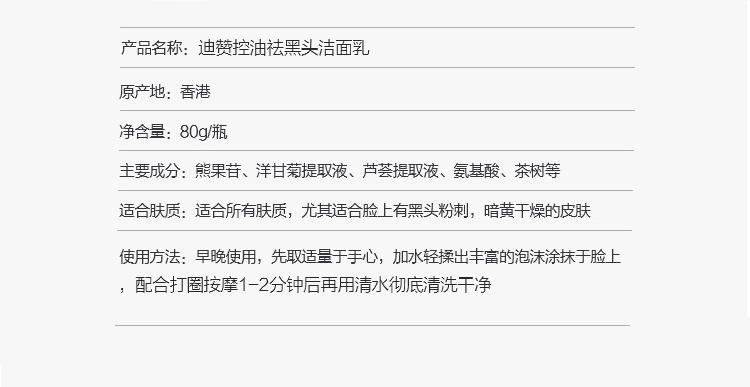 产品名称：迪赞控油祛黑头洁面乳
原产地：香港
净含量：80g/瓶
主要成分：熊果苷、洋甘菊提取液、芦荟提取液、氨基酸、茶树等
适合肤质：适合所有肤质，尤其适合脸上有黑头粉刺，暗黄干燥的皮肤
使用方法：早晚使用，先取适量于手心，加水轻揉出丰富的泡沫涂抹于脸上
，配合打圈按摩1-2分钟后再用清水彻底清洗干净